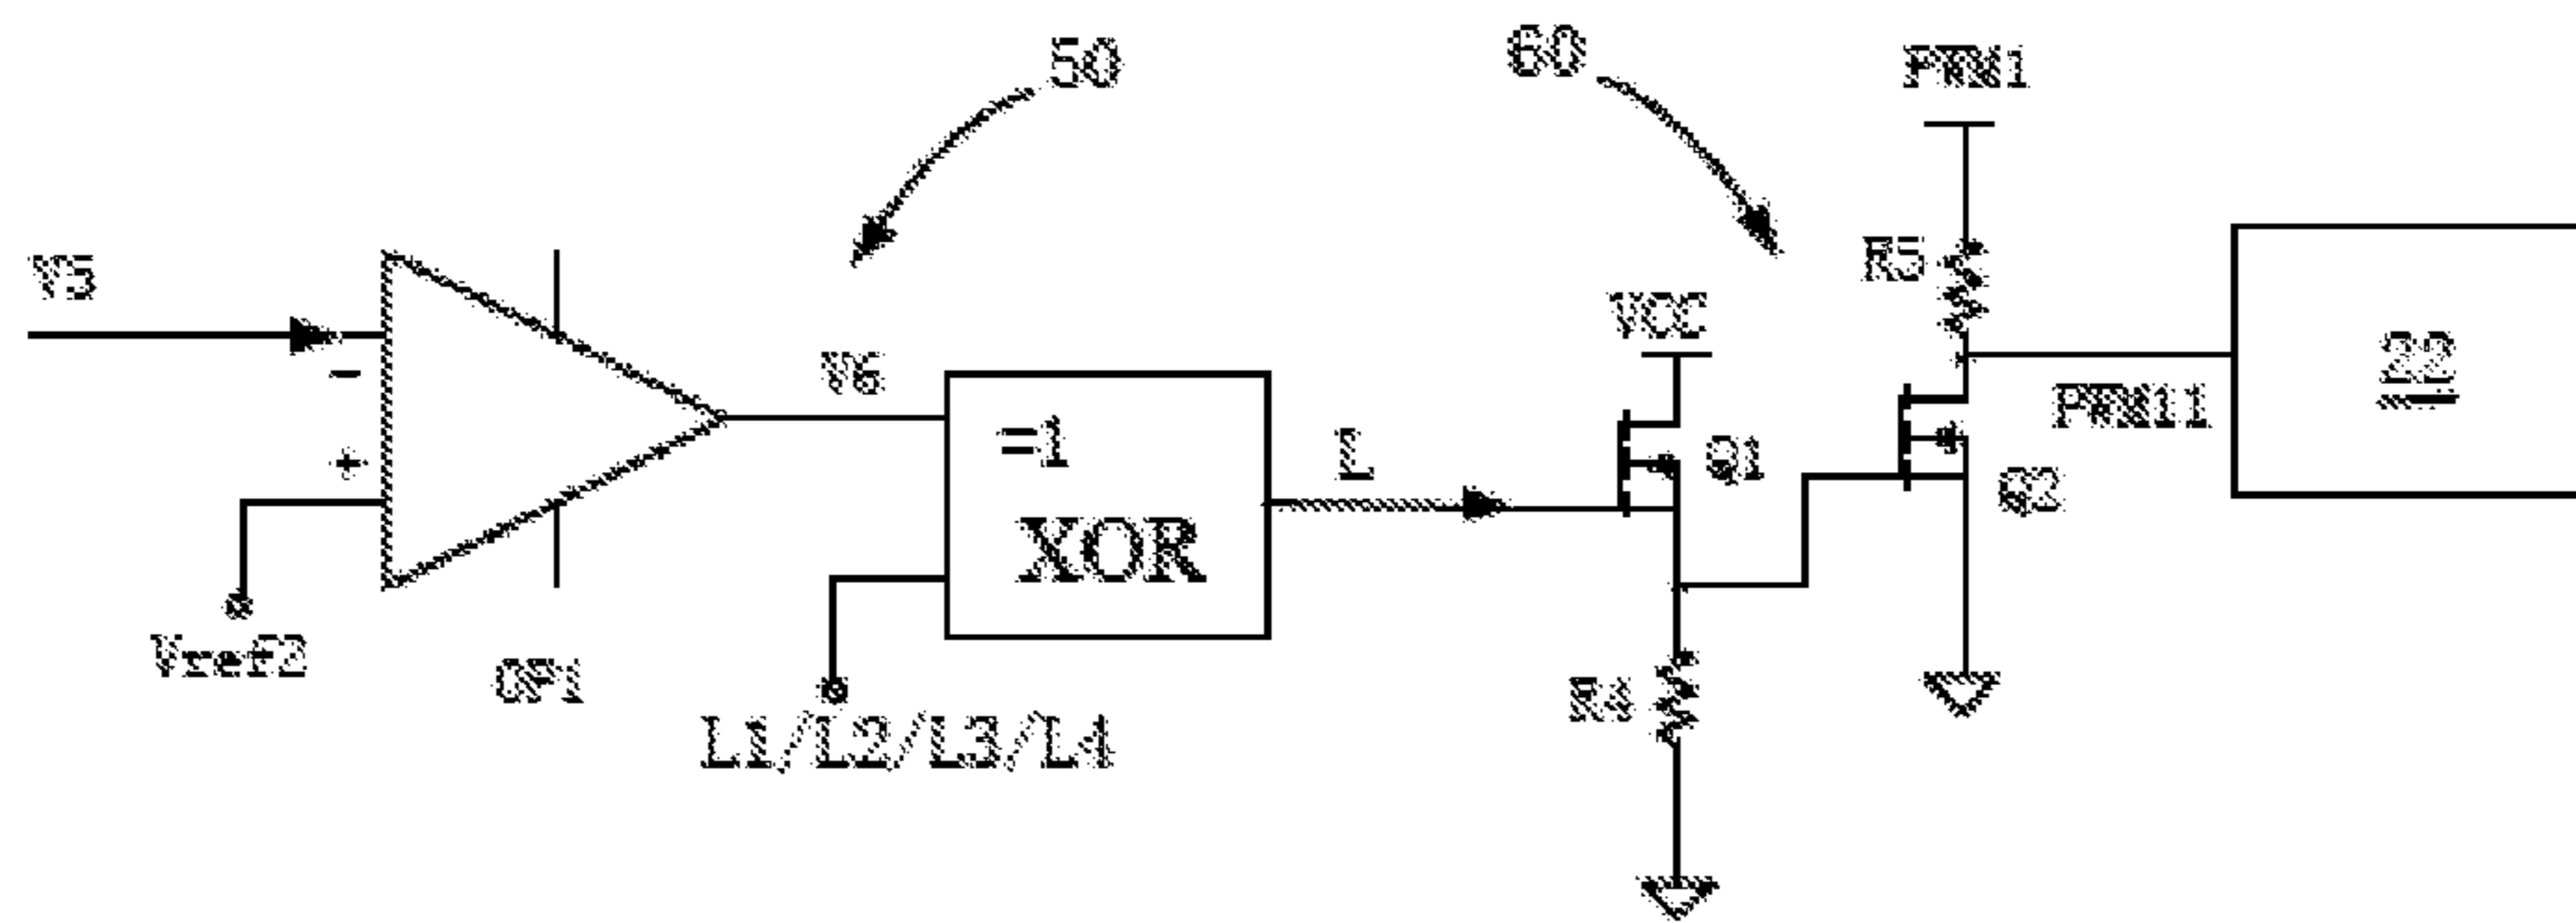 50
60
PWM1
V5
R5
VCC
V6
22
−
=1
PWM11
+
Q1
Q2
XOR
Vref2
OP1
R4
L1/L2/L3/L4